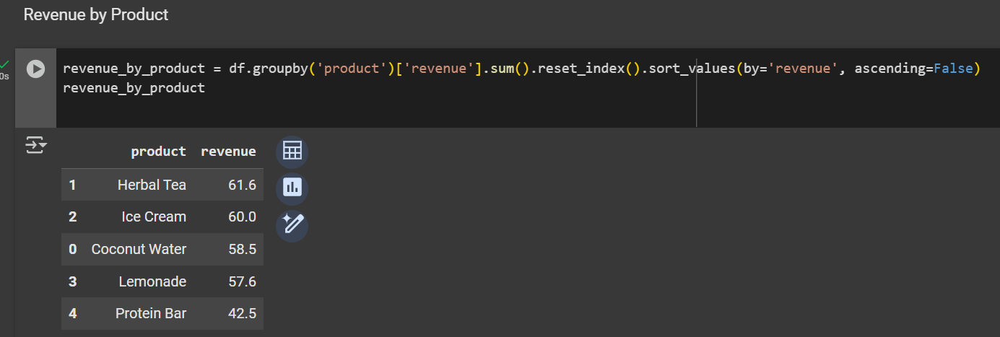 Revenue by Product
0s
revenue_by_product = df.groupby('product')['revenue'].sum().reset_index().sort_values(by='revenue', ascending=False)
revenue_by_product
product revenue
1 Herbal Tea 61.6
2 Ice Cream 60.0
0 Coconut Water 58.5
3 Lemonade 57.6
4 Protein Bar 42.5